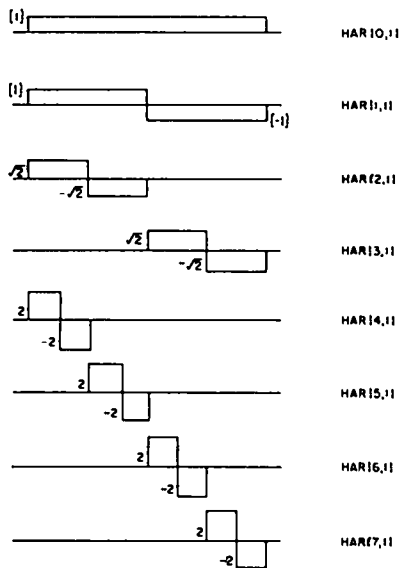 [1] HAR[0,1]
[1] HAR[1,1]
[-1]
√2 HAR[2,1]
-√2
√2 HAR[3,1]
-√2
2 HAR[4,1]
-2
2 HAR[5,1]
-2
2 HAR[6,1]
-2
2 HAR[7,1]
-2